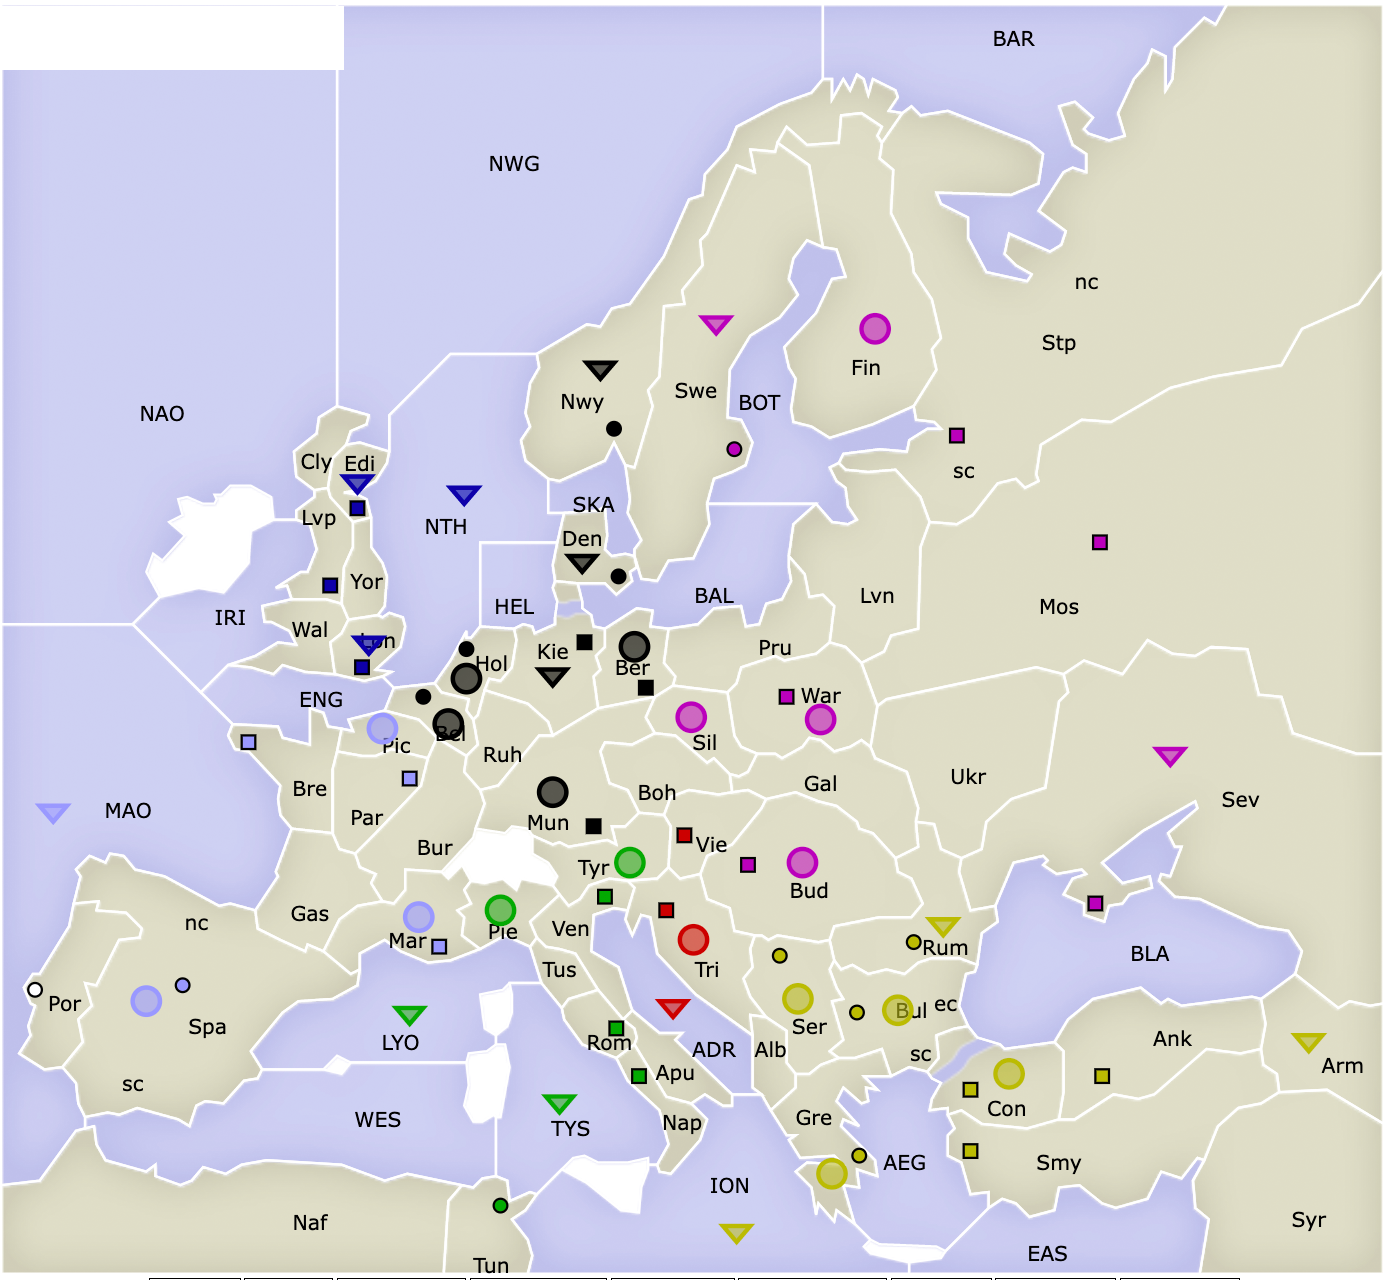 BAR
NWG
nc
Stp
Fin
Swe
BOT
Nwy
NAO
Cly
Edi
sc
SKA
Lvp
NTH
Den
Yor
BAL
Lvn
HEL
Mos
IRI
Wal
Lon
Pru
Kie
Hol
Ber
War
ENG
Bel
Pic
Sil
Ruh
Ukr
Gal
Bre
Boh
Sev
MAO
Par
Mun
Vie
Bur
Tyr
Bud
Gas
nc
Ven
Pie
Mar
Rum
BLA
Tus
Tri
Por
Bul
ec
Spa
Ser
Ank
Rom
LYO
ADR
Alb
sc
Arm
Apu
sc
Con
Gre
WES
Nap
TYS
AEG
Smy
ION
Naf
Syr
EAS
Tun